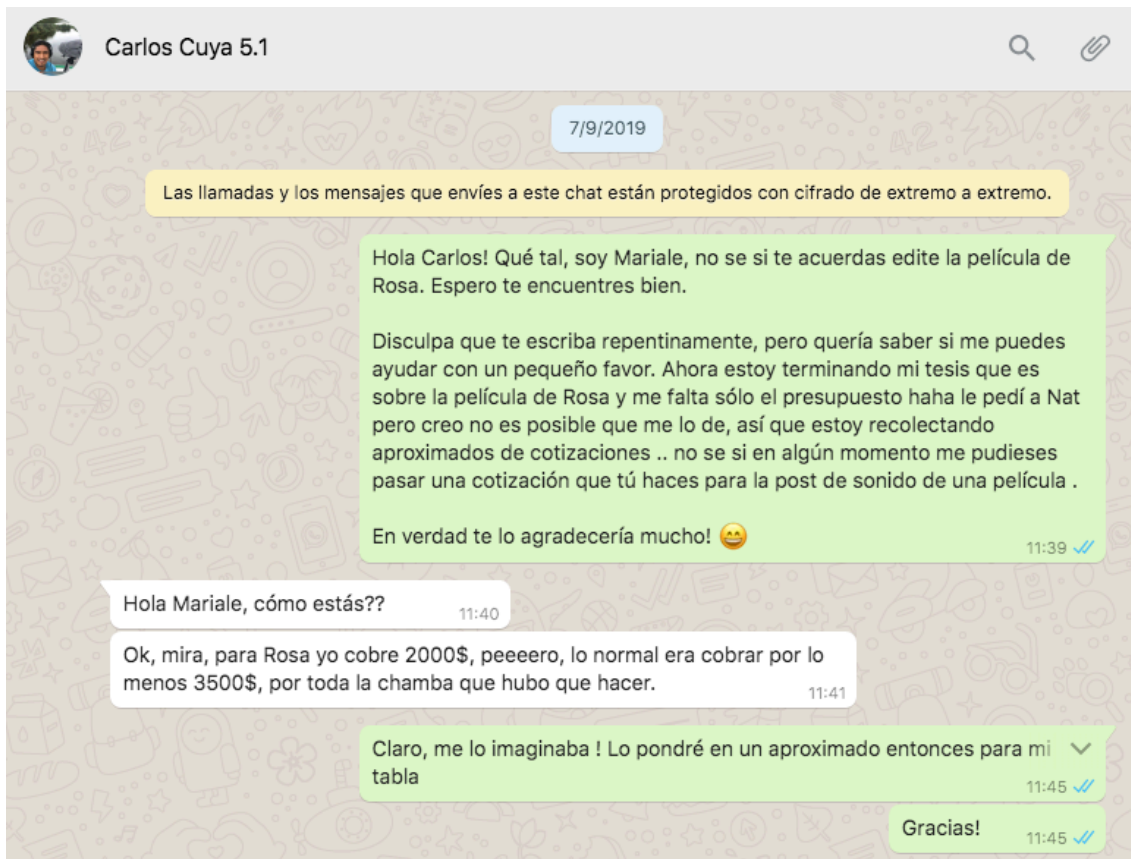 Carlos Cuya 5.1
7/9/2019
Las llamadas y los mensajes que envíes a este chat están protegidos con cifrado de extremo a extremo.
Hola Carlos! Qué tal, soy Mariale, no se si te acuerdas edite la película de
Rosa. Espero te encuentres bien.
Disculpa que te escriba repentinamente, pero quería saber si me puedes
ayudar con un pequeño favor. Ahora estoy terminando mi tesis que es
sobre la película de Rosa y me falta sólo el presupuesto haha le pedí a Nat
pero creo no es posible que me lo de, así que estoy recolectando
aproximados de cotizaciones .. no se si en algún momento me pudieses
pasar una cotización que tú haces para la post de sonido de una película .
En verdad te lo agradecería mucho! 😄
11:39
Hola Mariale, cómo estás??
11:40
Ok, mira, para Rosa yo cobre 2000$, peeeero, lo normal era cobrar por lo
menos 3500$, por toda la chamba que hubo que hacer.
11:41
Claro, me lo imaginaba ! Lo pondré en un aproximado entonces para mi
tabla
11:45
Gracias!
11:45